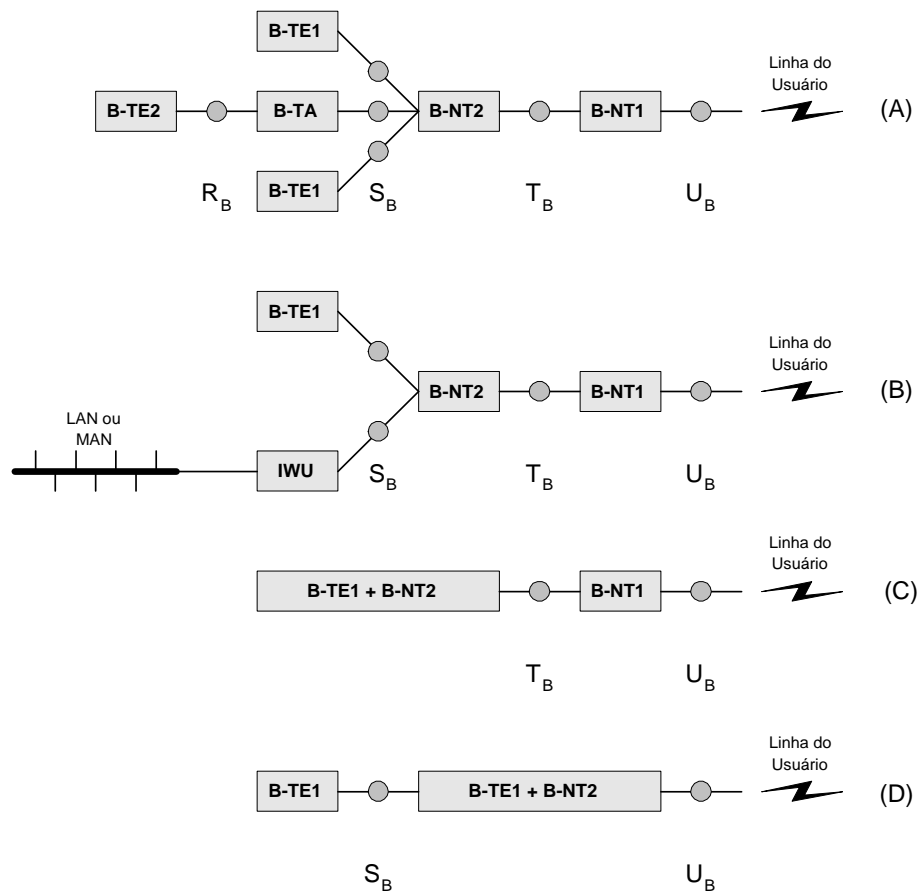 B-TE1
Linha do
Usuário
B-TE2 B-TA B-NT2 B-NT1 (A)
B-TE1
R_B S_B T_B U_B
B-TE1
Linha do
Usuário
B-NT2 B-NT1 (B)
LAN ou
MAN
IWU S_B T_B U_B
Linha do
Usuário
B-TE1 + B-NT2 B-NT1 (C)
T_B U_B
Linha do
Usuário
B-TE1 B-TE1 + B-NT2 (D)
S_B U_B